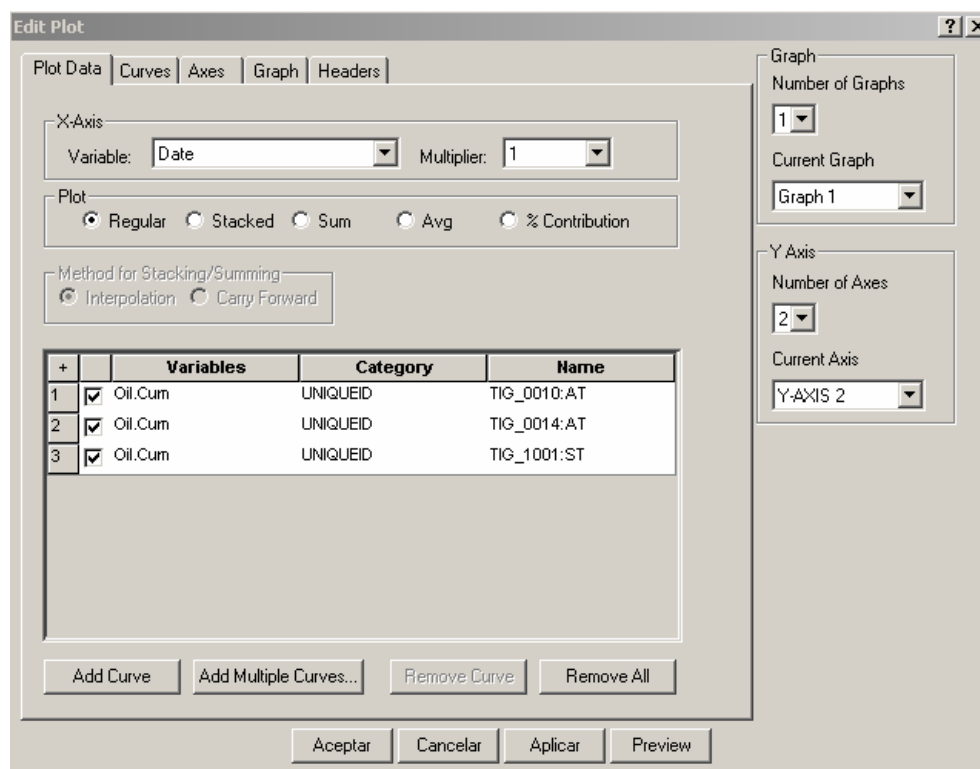 Edit Plot
Plot Data Curves Axes Graph Headers
X-Axis
Variable: Date Multiplier: 1
Plot
Regular Stacked Sum Avg % Contribution
Method for Stacking/Summing
Interpolation Carry Forward
+ Variables Category Name
1 Oil.Cum UNIQUEID TIG_0010:AT
2 Oil.Cum UNIQUEID TIG_0014:AT
3 Oil.Cum UNIQUEID TIG_1001:ST
Add Curve Add Multiple Curves... Remove Curve Remove All
Aceptar Cancelar Aplicar Preview
Graph
Number of Graphs
1
Current Graph
Graph 1
Y Axis
Number of Axes
2
Current Axis
Y-AXIS 2